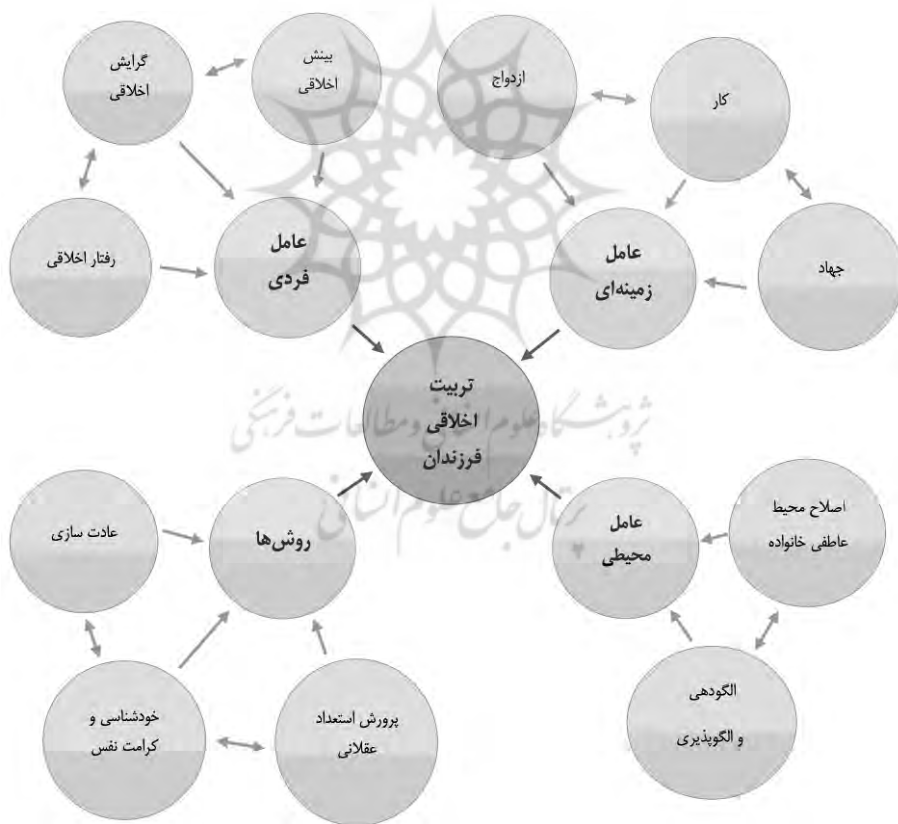 گرایش
اخلاقی
بینش
اخلاقی
ازدواج
کار
رفتار اخلاقی
عامل
فردی
عامل
زمینه‌ای
جهاد
تربیت
اخلاقی
فرزندان
پژوهشگاه علوم انسانی و مطالعات فرهنگی
پرتال جامع علوم انسانی
عادت سازی
روش‌ها
عامل
محیطی
اصلاح محیط
عاطفی خانواده
خودشناسی و
کرامت نفس
پرورش استعداد
عقلانی
الگودهی
و الگوپذیری